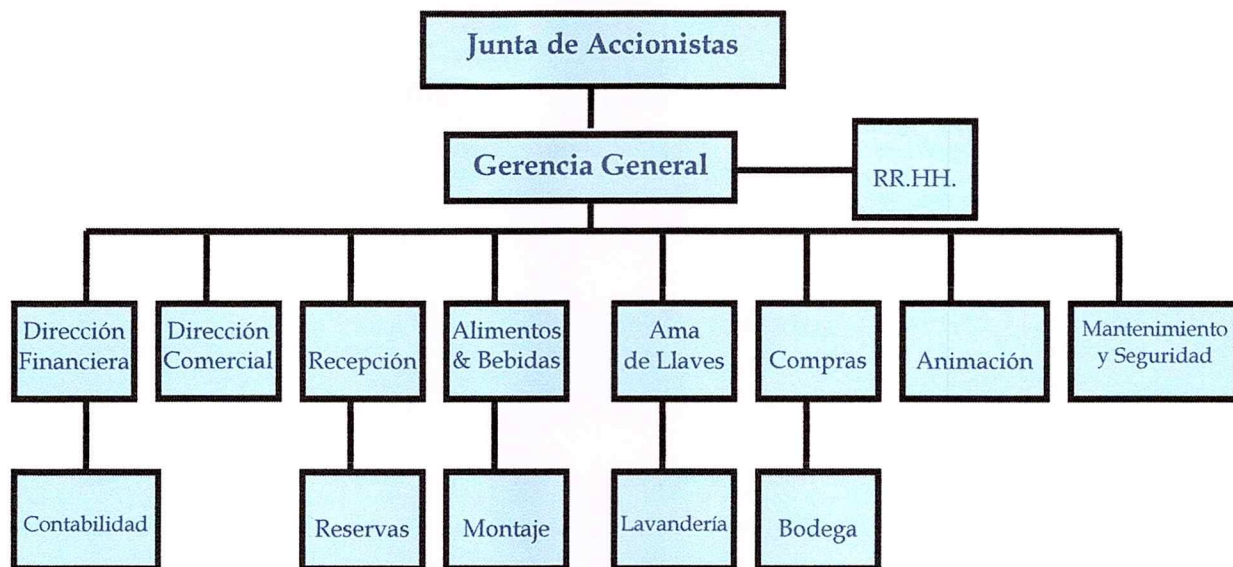 Junta de Accionistas
Gerencia General
RR.HH.
Dirección
Financiera
Dirección
Comercial
Recepción
Alimentos
& Bebidas
Ama
de Llaves
Compras
Animación
Mantenimiento
y Seguridad
Contabilidad
Reservas
Montaje
Lavandería
Bodega